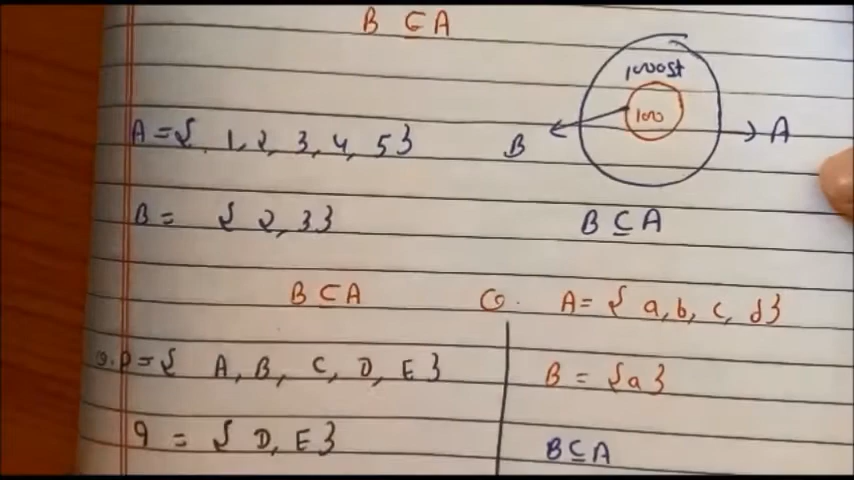 B ⊆ A
1000st
100
A = { 1, 2, 3, 4, 5 }
B
A
B = { 2, 3 }
B ⊆ A
B ⊂ A
Q. A = { a, b, c, d }
Q. P = { A, B, C, D, E }
B = { a }
q = { D, E }
B ⊆ A